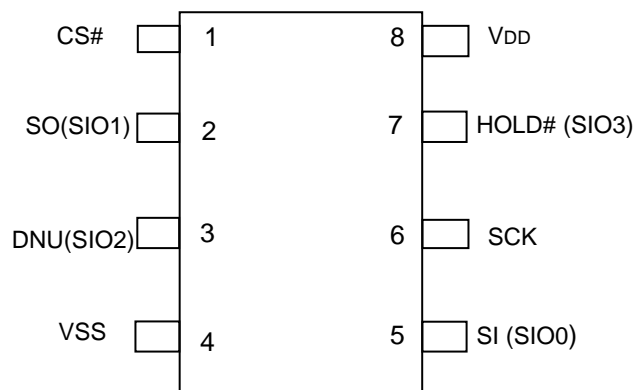 CS# 1 8 VDD
SO(SIO1) 2 7 HOLD# (SIO3)
DNU(SIO2) 3 6 SCK
VSS 4 5 SI (SIO0)